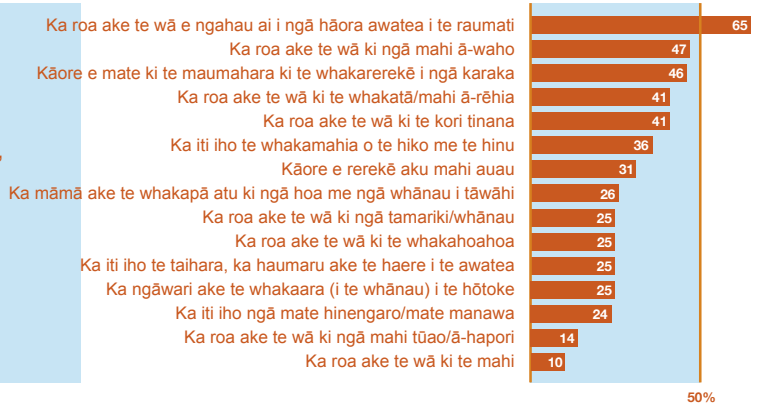 Ka roa ake te wā e ngahau ai i ngā hāora awatea i te raumati 65
Ka roa ake te wā ki ngā mahi ā-waho 47
Kāore e mate ki te maumahara ki te whakarerekē i ngā karaka 46
Ka roa ake te wā ki te whakatā/mahi ā-rēhia 41
Ka roa ake te wā ki te kori tinana 41
Ka iti iho te whakamahia o te hiko me te hinu 36
Kāore e rerekē aku mahi auau 31
Ka māmā ake te whakapā atu ki ngā hoa me ngā whānau i tāwāhi 26
Ka roa ake te wā ki ngā tamariki/whānau 25
Ka roa ake te wā ki te whakahoahoa 25
Ka iti iho te taihara, ka haumaru ake te haere i te awatea 25
Ka ngāwari ake te whakaara (i te whānau) i te hōtoke 25
Ka iti iho ngā mate hinengaro/mate manawa 24
Ka roa ake te wā ki ngā mahi tūao/ā-hapori 14
Ka roa ake te wā ki te mahi 10
50%